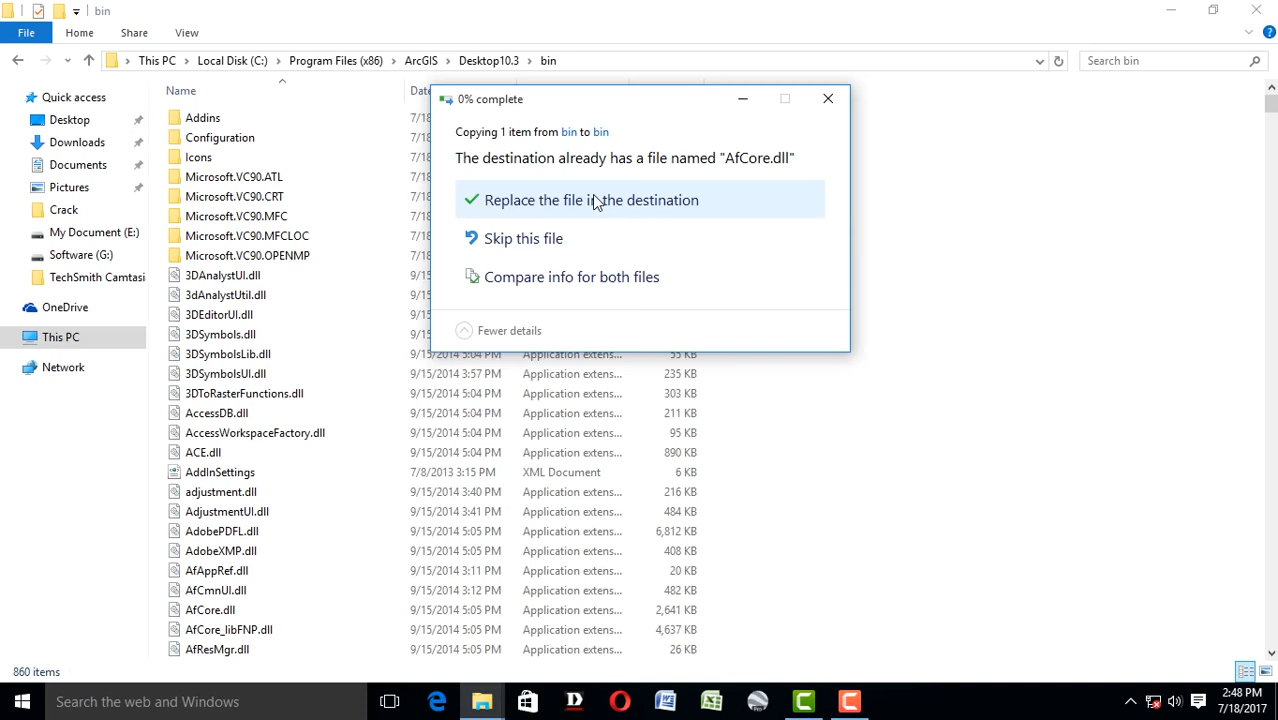 bin
File Home Share View
This PC Local Disk (C:) Program Files (x86) ArcGIS Desktop10.3 bin
Search bin
Quick access
Desktop
Downloads
Documents
Pictures
Crack
My Document (E:)
Software (G:)
TechSmith Camtasi
OneDrive
This PC
Network
Name
Addins
Configuration
Icons
Microsoft.VC90.ATL
Microsoft.VC90.CRT
Microsoft.VC90.MFC
Microsoft.VC90.MFCLOC
Microsoft.VC90.OPENMP
3DAnalystUI.dll
3dAnalystUtil.dll
3DEditorUI.dll
3DSymbols.dll
3DSymbolsLib.dll 9/15/2014 5:04 PM Application extens... 55 KB
3DSymbolsUI.dll 9/15/2014 3:57 PM Application extens... 235 KB
3DToRasterFunctions.dll 9/15/2014 5:04 PM Application extens... 303 KB
AccessDB.dll 9/15/2014 5:04 PM Application extens... 211 KB
AccessWorkspaceFactory.dll 9/15/2014 5:04 PM Application extens... 95 KB
ACE.dll 9/15/2014 5:04 PM Application extens... 890 KB
AddInSettings 7/8/2013 3:15 PM XML Document 6 KB
adjustment.dll 9/15/2014 3:40 PM Application extens... 216 KB
AdjustmentUI.dll 9/15/2014 3:41 PM Application extens... 484 KB
AdobePDFL.dll 9/15/2014 5:05 PM Application extens... 6,812 KB
AdobeXMP.dll 9/15/2014 5:05 PM Application extens... 408 KB
AfAppRef.dll 9/15/2014 3:11 PM Application extens... 20 KB
AfCmnUI.dll 9/15/2014 3:12 PM Application extens... 482 KB
AfCore.dll 9/15/2014 5:05 PM Application extens... 2,641 KB
AfCore_libFNP.dll 9/15/2014 5:05 PM Application extens... 4,637 KB
AfResMgr.dll 9/15/2014 5:05 PM Application extens... 26 KB
0% complete
Copying 1 item from bin to bin
The destination already has a file named "AfCore.dll"
Replace the file in the destination
Skip this file
Compare info for both files
Fewer details
860 items
Search the web and Windows
2:48 PM
7/18/2017